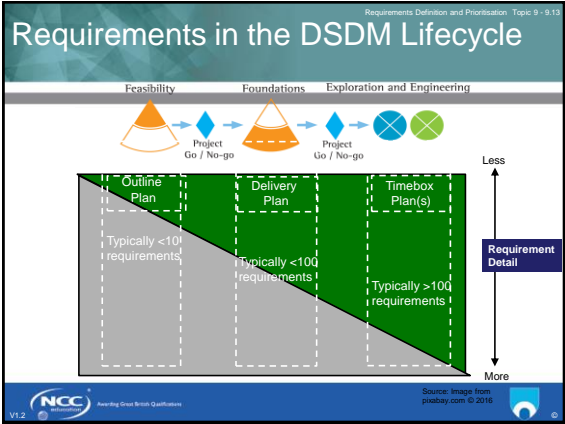 Requirements Definition and Prioritisation Topic 9 - 9.13
Requirements in the DSDM Lifecycle
Feasibility
Foundations
Exploration and Engineering
Project
Go / No-go
Project
Go / No-go
Less
Outline
Plan
Delivery
Plan
Timebox
Plan(s)
Typically <10
requirements
Typically <100
requirements
Typically >100
requirements
Requirement
Detail
More
V1.2
NCC
education
Awarding Great British Qualifications
Source: Image from
pixabay.com © 2016
©